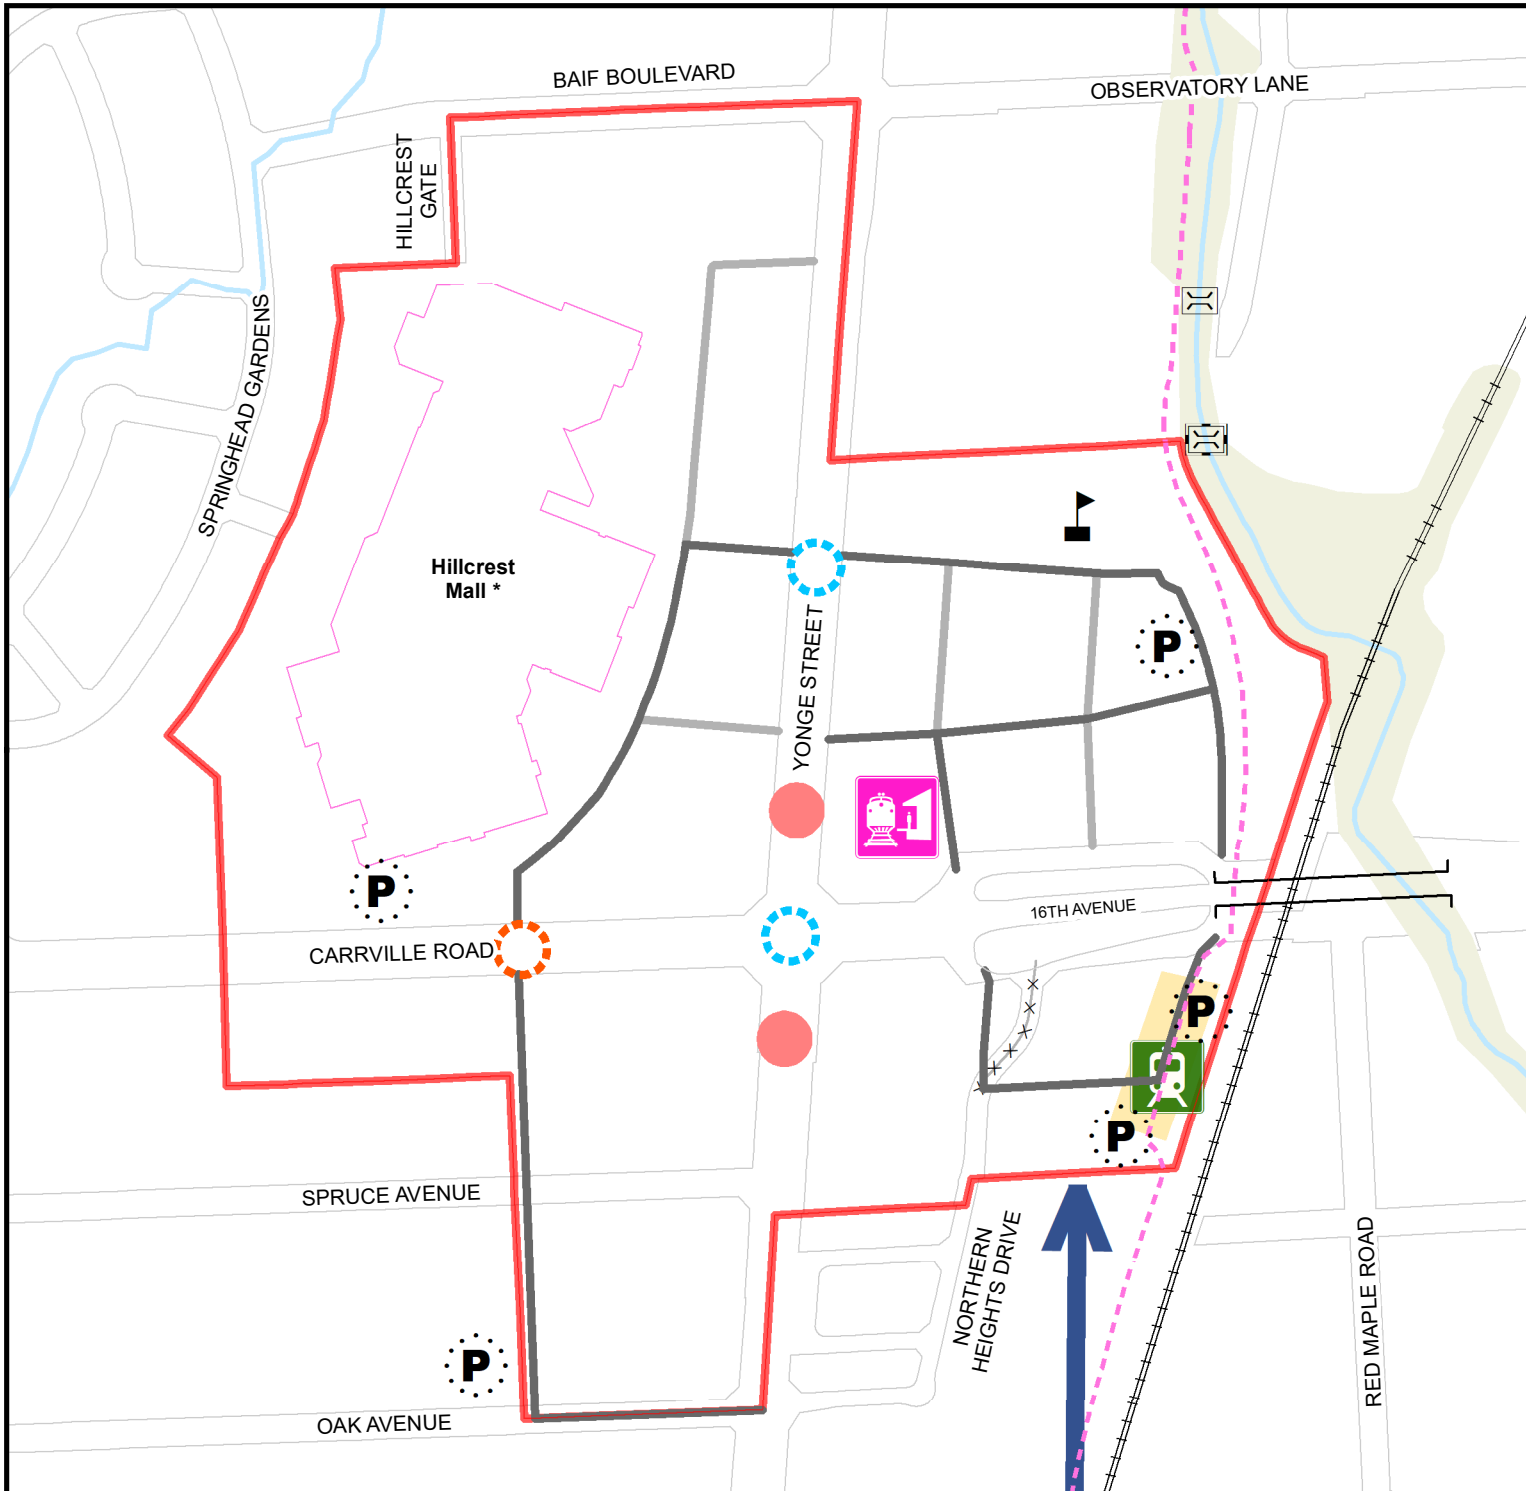 BAIF BOULEVARD
OBSERVATORY LANE
HILLCREST
GATE
SPRINGHEAD GARDENS
Hillcrest
Mall *
YONGE STREET
P
P
16TH AVENUE
CARRVILLE ROAD
P
P
SPRUCE AVENUE
NORTHERN
HEIGHTS DRIVE
RED MAPLE ROAD
P
OAK AVENUE